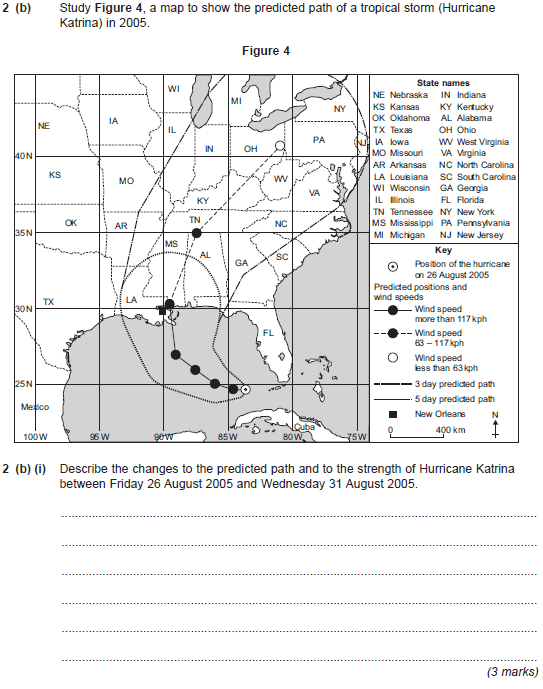 2 (b) Study Figure 4, a map to show the predicted path of a tropical storm (Hurricane
Katrina) in 2005.
Figure 4
WI
MI
NY
NE
IA
IL
IN
OH
PA
NJ
40N
KS
MO
WV
VA
KY
OK
AR
TN
NC
35N
MS
AL
GA
SC
TX
LA
30N
FL
25N
Mexico
Cuba
100W
95W
90W
85W
80W
75W
State names
NE Nebraska IN Indiana
KS Kansas KY Kentucky
OK Oklahoma AL Alabama
TX Texas OH Ohio
IA Iowa WV West Virginia
MO Missouri VA Virginia
AR Arkansas NC North Carolina
LA Louisiana SC South Carolina
WI Wisconsin GA Georgia
IL Illinois FL Florida
TN Tennesee NY New York
MS Mississippi PA Pennsylvania
MI Michigan NJ New Jersey
Key
Position of the hurricane
on 26 August 2005
Predicted positions and
wind speeds
Wind speed
more than 117 kph
Wind speed
63 – 117 kph
Wind speed
less than 63 kph
3 day predicted path
5 day predicted path
New Orleans
N
0 400 km
2 (b) (i) Describe the changes to the predicted path and to the strength of Hurricane Katrina
between Friday 26 August 2005 and Wednesday 31 August 2005.
(3 marks)